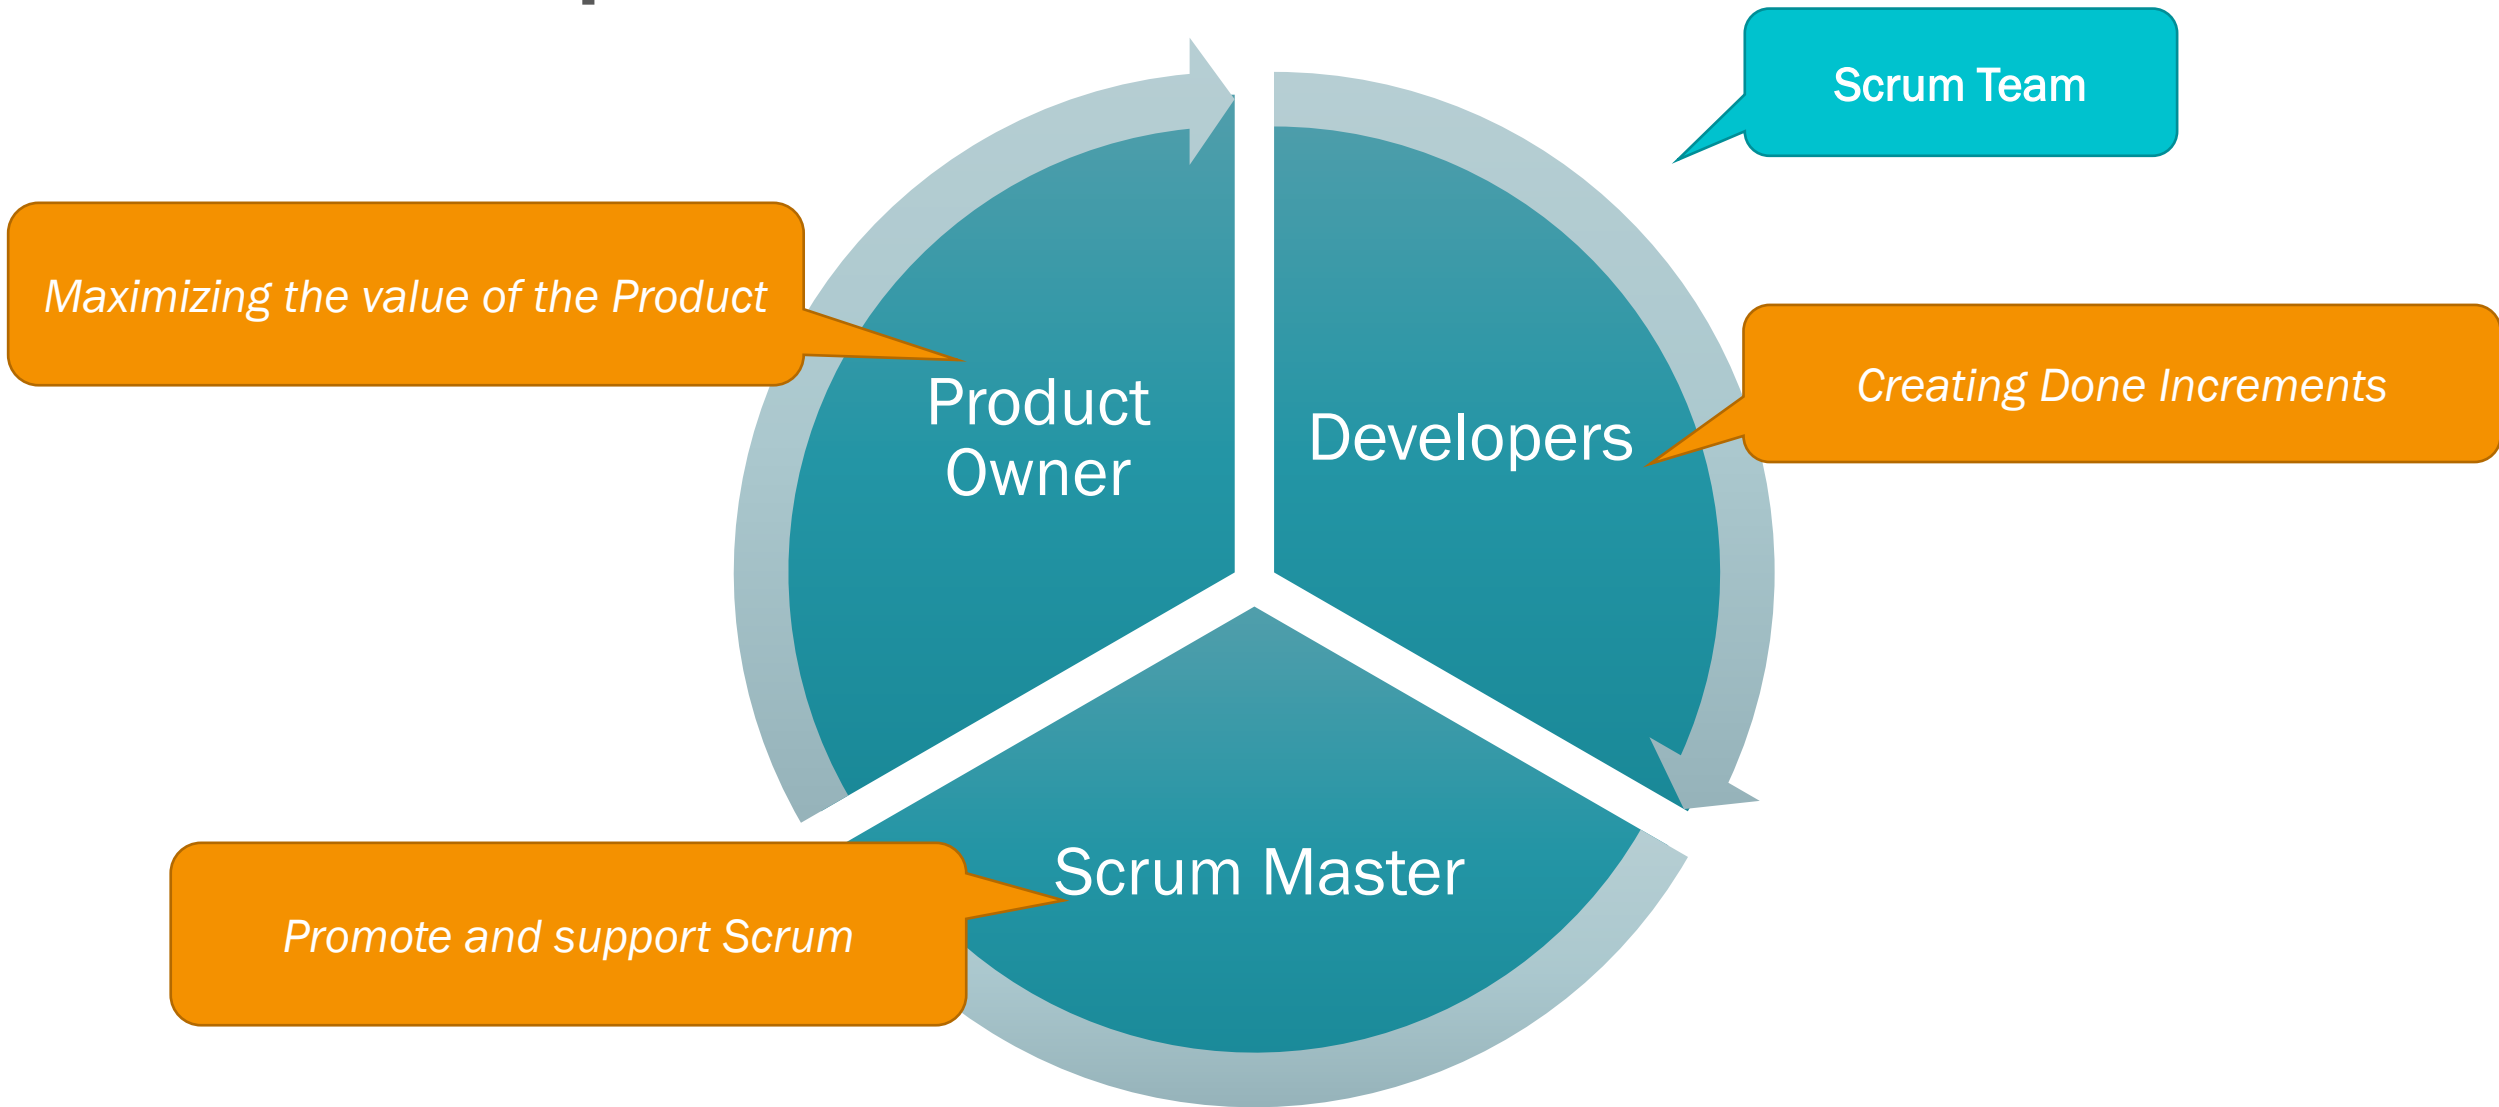 Scrum Team
Maximizing the value of the Product
Creating Done Increments
Product
Owner
Developers
Scrum Master
Promote and support Scrum